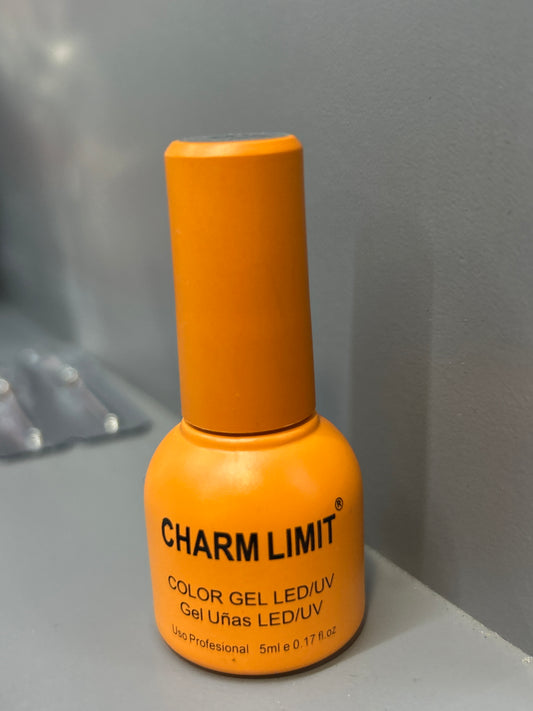 CHARM LIMIT®
COLOR GEL LED/UV
Gel Uñas LED/UV
Uso Profesional 5ml e 0.17 fl.oz